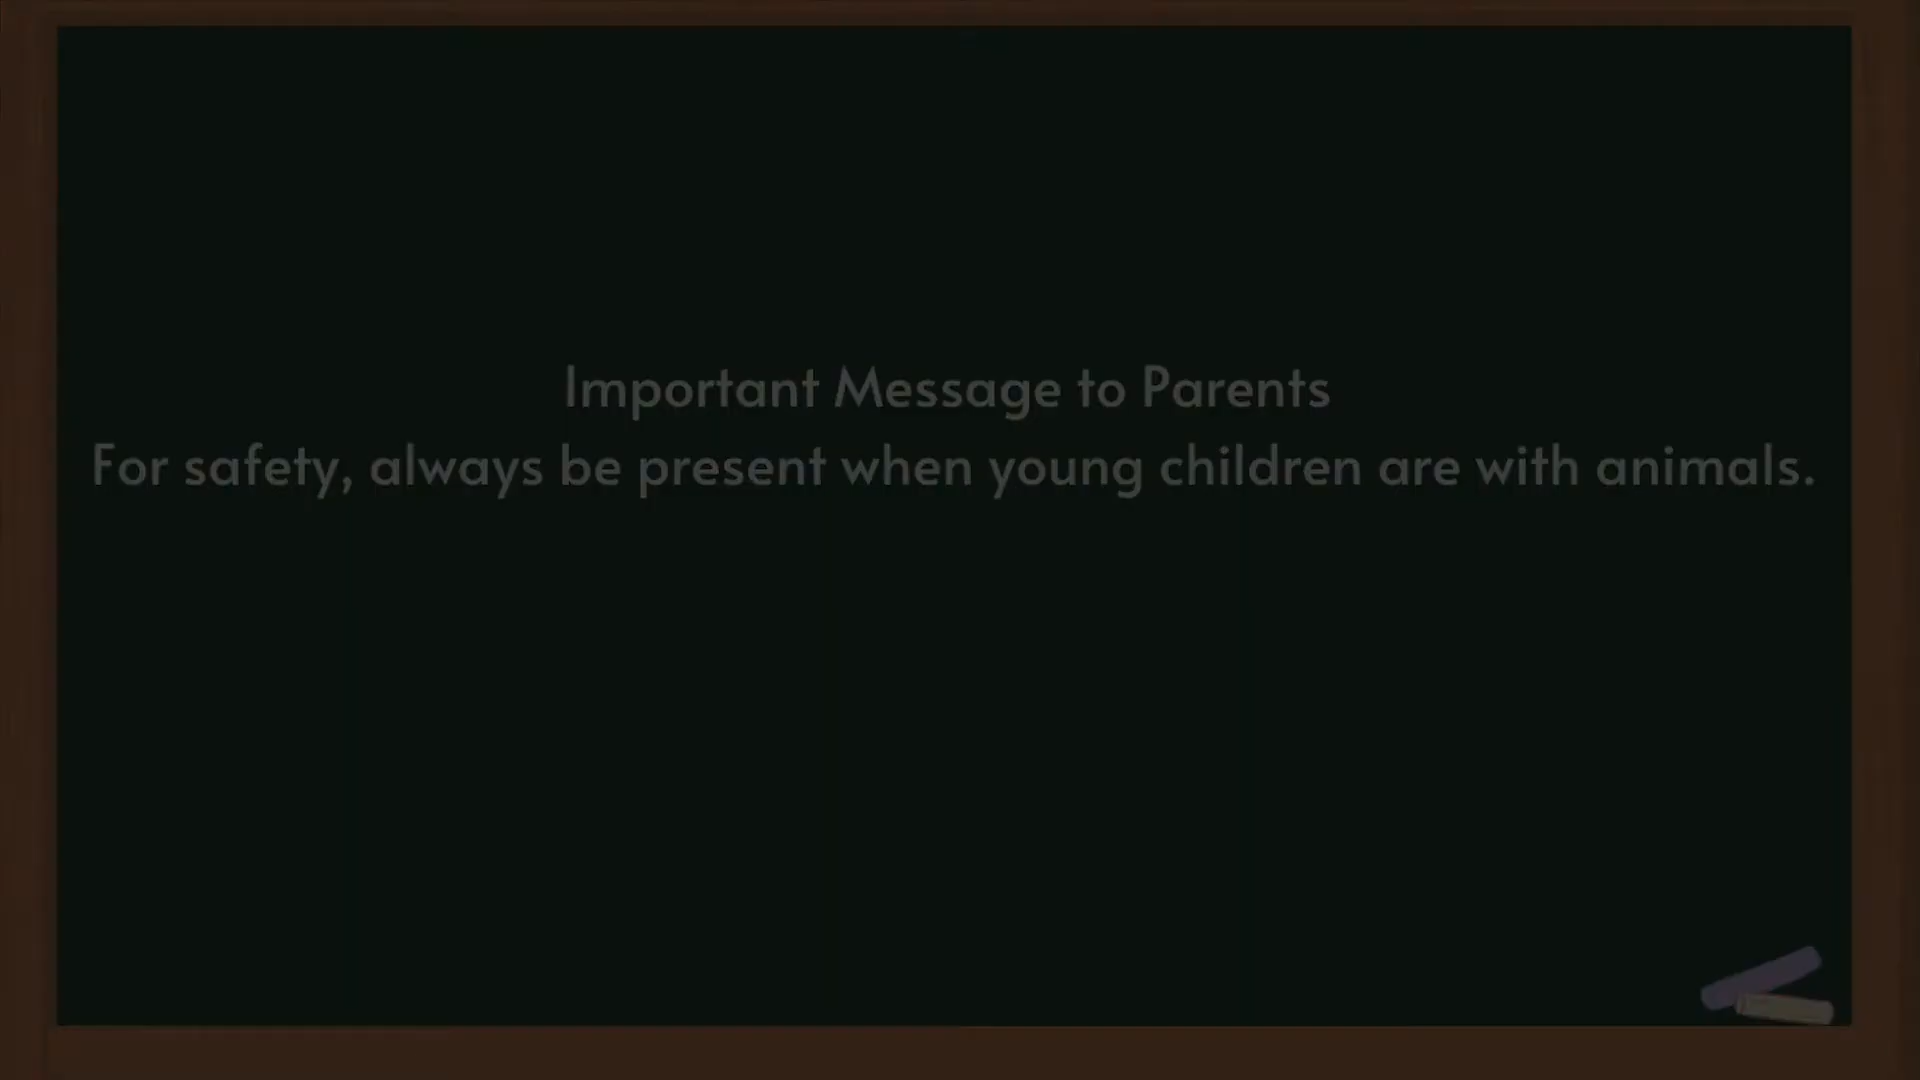 Important Message to Parents
For safety, always be present when young children are with animals.